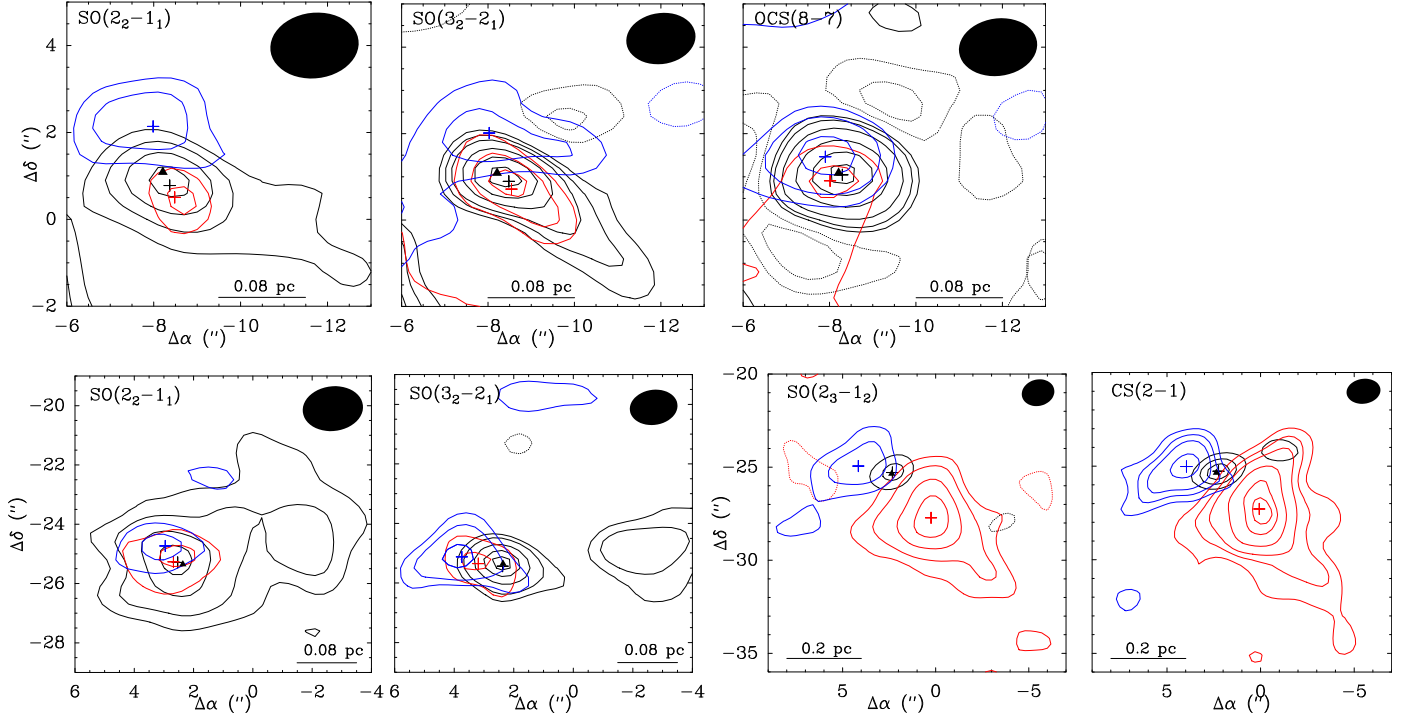 SO(2₂−1₁)
SO(3₂−2₁)
OCS(8−7)
4
2
0
−2
Δδ (″)
0.08 pc
0.08 pc
0.08 pc
−6 −8 −10 −12
−6 −8 −10 −12
−6 −8 −10 −12
Δα (″)
Δα (″)
Δα (″)
SO(2₂−1₁)
SO(3₂−2₁)
SO(2₃−1₂)
CS(2−1)
−20
−22
−24
−26
−28
Δδ (″)
−20
−25
−30
−35
Δδ (″)
0.08 pc
0.08 pc
0.2 pc
0.2 pc
6 4 2 0 −2 −4
6 4 2 0 −2 −4
5 0 −5
5 0 −5
Δα (″)
Δα (″)
Δα (″)
Δα (″)